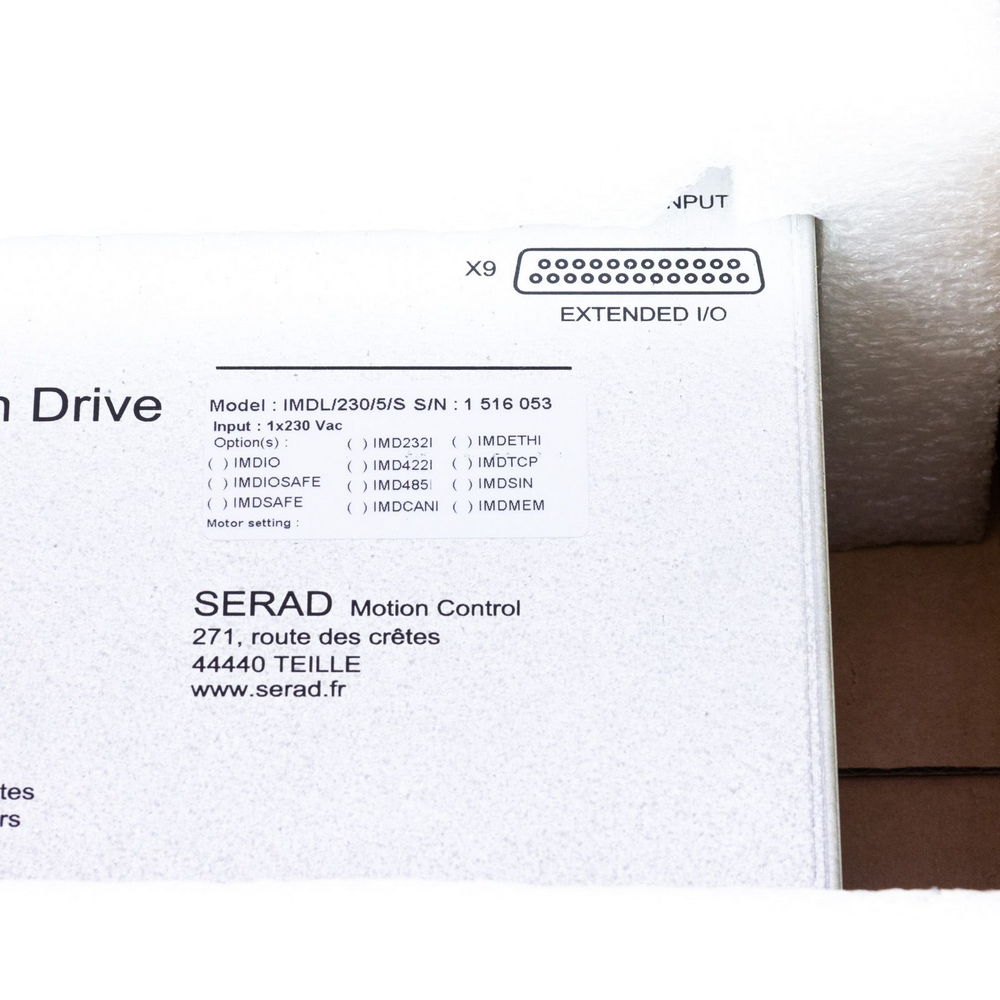 NPUT
X9
EXTENDED I/O
n Drive
Model : IMDL/230/5/S S/N : 1 516 053
Input : 1x230 Vac
Option(s) : ( ) IMD232I ( ) IMDETHI
( ) IMDIO ( ) IMD422I ( ) IMDTCP
( ) IMDIOSAFE ( ) IMD485I ( ) IMDSIN
( ) IMDSAFE ( ) IMDCANI ( ) IMDMEM
Motor setting :
SERAD Motion Control
271, route des crêtes
44440 TEILLE
www.serad.fr
tes
rs